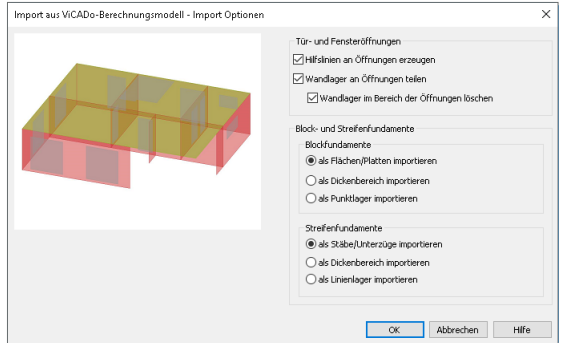 Import aus ViCADo-Berechnungsmodell - Import Optionen
Tür- und Fensteröffnungen
Hilfslinien an Öffnungen erzeugen
Wandlager an Öffnungen teilen
Wandlager im Bereich der Öffnungen löschen
Block- und Streifenfundamente
Blockfundamente
als Flächen/Platten importieren
als Dickenbereich importieren
als Punktlager importieren
Streifenfundamente
als Stäbe/Unterzüge importieren
als Dickenbereich importieren
als Linienlager importieren
OK Abbrechen Hilfe